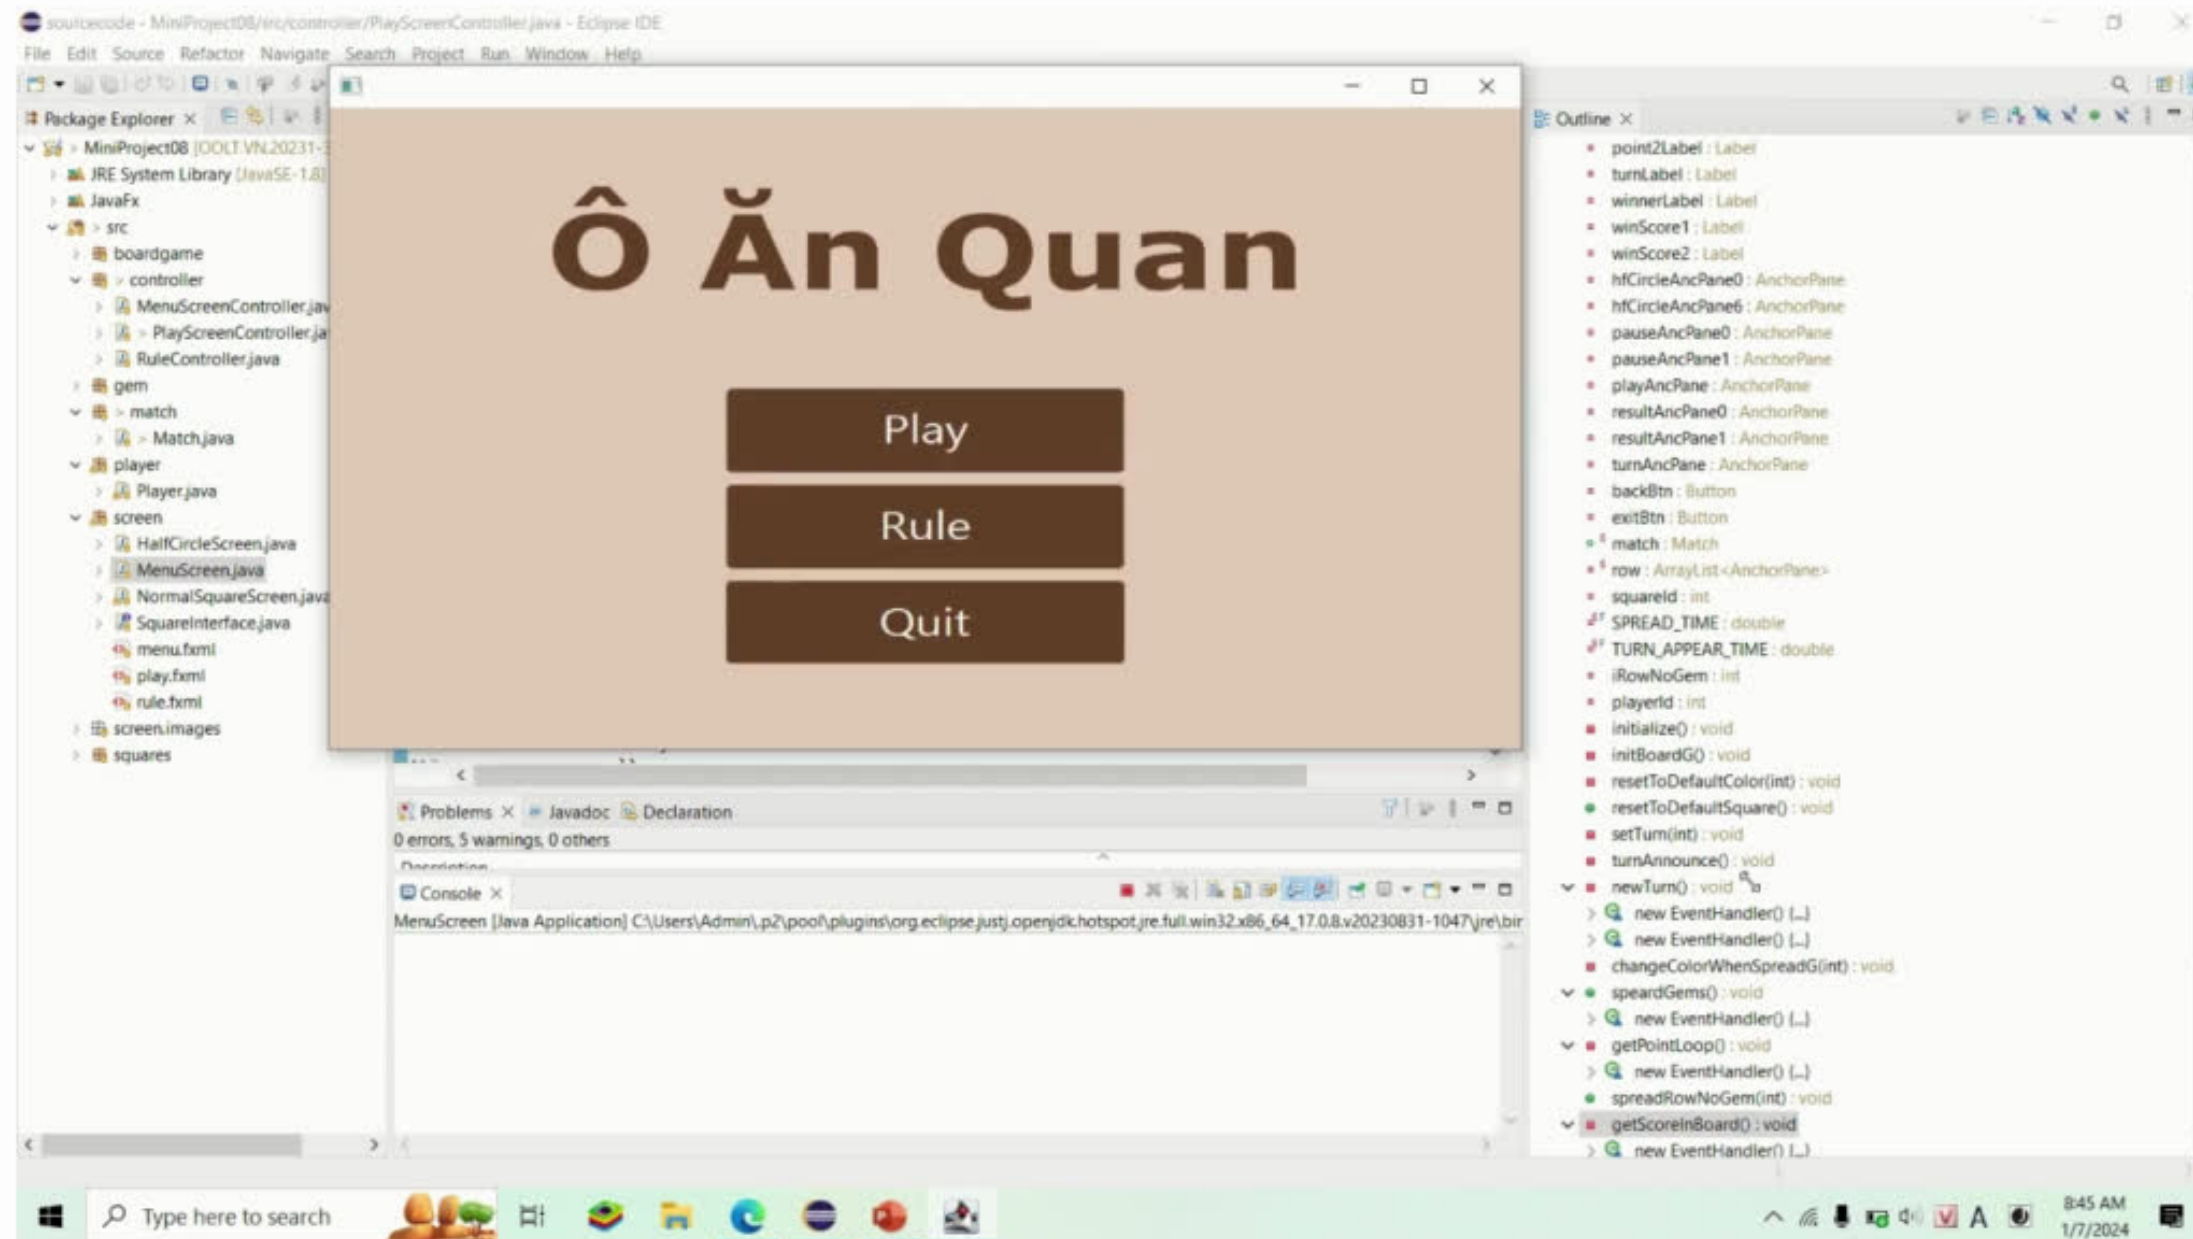 sourcecode - MiniProject08/src/controller/PlayScreenController.java - Eclipse IDE
File Edit Source Refactor Navigate Search Project Run Window Help
Package Explorer
MiniProject08 [OOLT.VN.20231-
JRE System Library [JavaSE-1.8]
JavaFx
> src
boardgame
> controller
MenuScreenController.jav
> PlayScreenController.ja
RuleController.java
gem
> match
> Match.java
player
Player.java
screen
HalfCircleScreen.java
MenuScreen.java
NormalSquareScreen.java
SquareInterface.java
menu.fxml
play.fxml
rule.fxml
screen.images
squares
Ô Ăn Quan
Play
Rule
Quit
Problems Javadoc Declaration
0 errors, 5 warnings, 0 others
Description
Console
MenuScreen [Java Application] C:\Users\Admin\.p2\pool\plugins\org.eclipse.justj.openjdk.hotspot.jre.full.win32.x86_64_17.0.8.v20230831-1047\jre\bin
Outline
point2Label : Label
turnLabel : Label
winnerLabel : Label
winScore1 : Label
winScore2 : Label
hfCircleAncPane0 : AnchorPane
hfCircleAncPane6 : AnchorPane
pauseAncPane0 : AnchorPane
pauseAncPane1 : AnchorPane
playAncPane : AnchorPane
resultAncPane0 : AnchorPane
resultAncPane1 : AnchorPane
turnAncPane : AnchorPane
backBtn : Button
exitBtn : Button
match : Match
row : ArrayList<AnchorPane>
squareId : int
SPREAD_TIME : double
TURN_APPEAR_TIME : double
iRowNoGem : int
playerId : int
initialize() : void
initBoardG() : void
resetToDefaultColor(int) : void
resetToDefaultSquare() : void
setTurn(int) : void
turnAnnounce() : void
newTurn() : void
new EventHandler() {...}
new EventHandler() {...}
changeColorWhenSpreadG(int) : void
speardGems() : void
new EventHandler() {...}
getPointLoop() : void
new EventHandler() {...}
spreadRowNoGem(int) : void
getScoreInBoard() : void
new EventHandler() {...}
Type here to search
V A
8:45 AM
1/7/2024